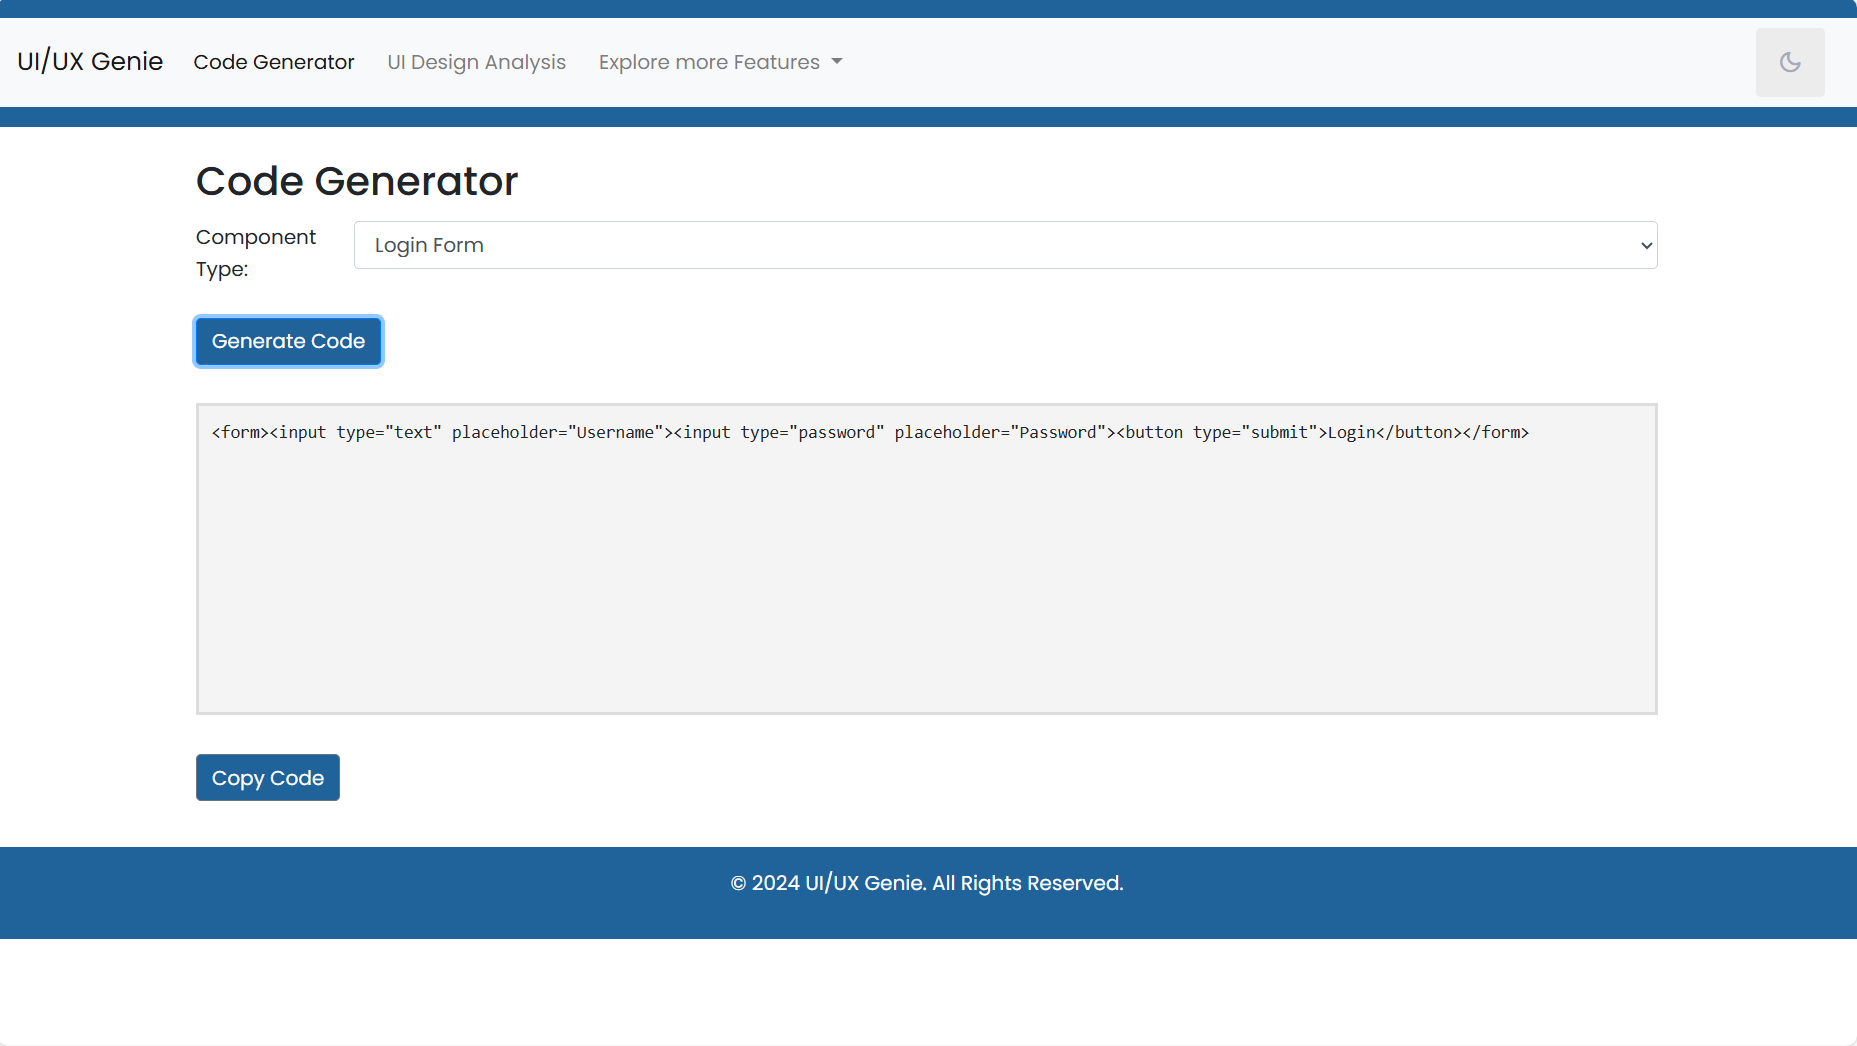 UI/UX Genie Code Generator UI Design Analysis Explore more Features
Code Generator
Component
Type:
Login Form
Generate Code
<form><input type="text" placeholder="Username"><input type="password" placeholder="Password"><button type="submit">Login</button></form>
Copy Code
© 2024 UI/UX Genie. All Rights Reserved.